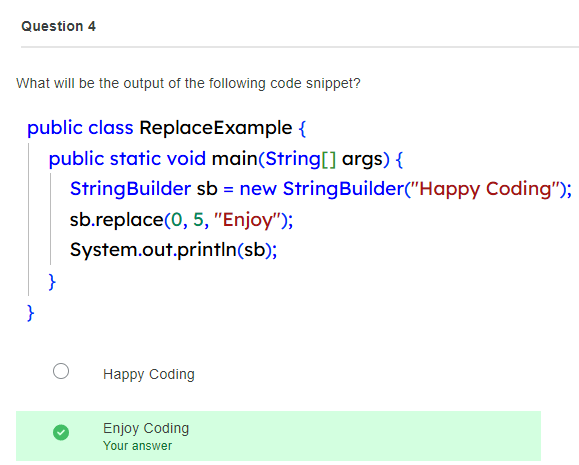 Question 4
What will be the output of the following code snippet?
public class ReplaceExample {
public static void main(String[] args) {
StringBuilder sb = new StringBuilder("Happy Coding");
sb.replace(0, 5, "Enjoy");
System.out.println(sb);
}
}
Happy Coding
Enjoy Coding
Your answer